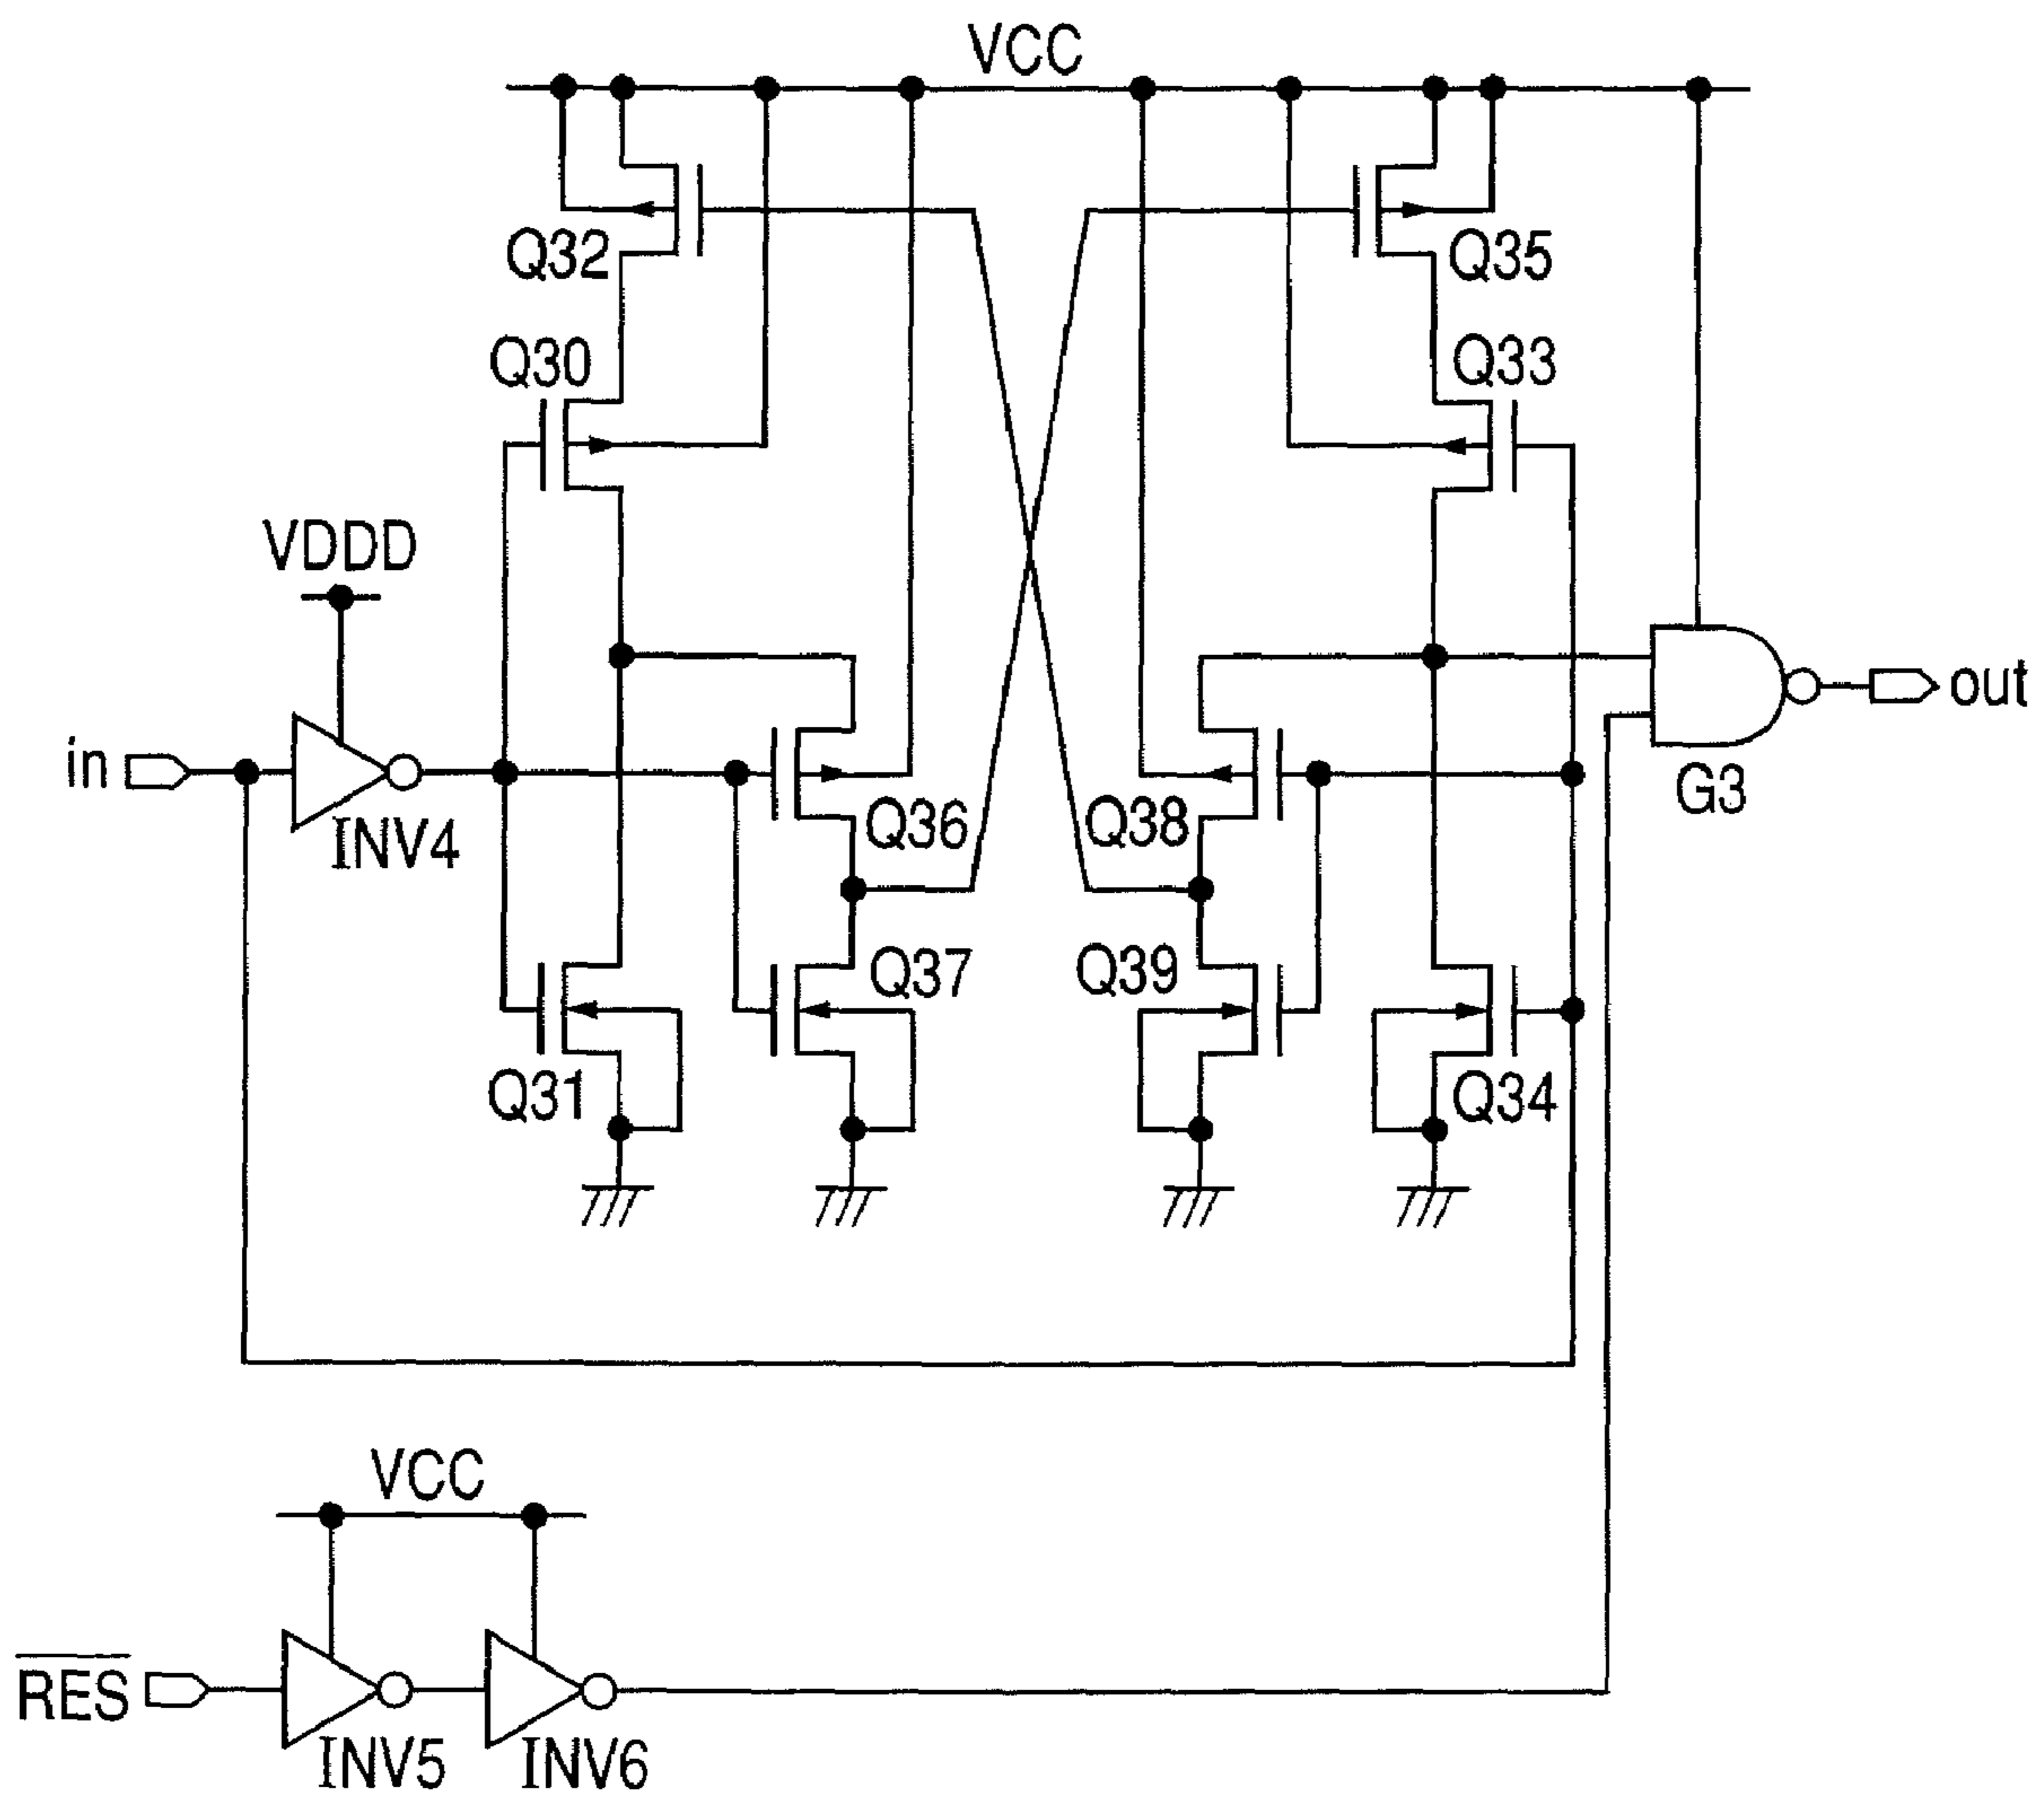 VCC
Q32
Q35
Q30
Q33
VDDD
in
INV4
Q36
Q38
G3
out
Q37
Q39
Q31
Q34
VCC
RES
INV5
INV6